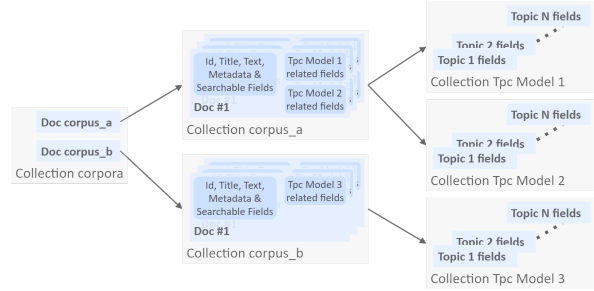 Doc corpus_a
Doc corpus_b
Collection corpora
Id, Title, Text,
Metadata &
Searchable Fields
Tpc Model 1
related fields
Tpc Model 2
related fields
Doc #1
Collection corpus_a
Id, Title, Text,
Metadata &
Searchable Fields
Tpc Model 3
related fields
Doc #1
Collection corpus_b
Topic N fields
Topic 2 fields
Topic 1 fields
Collection Tpc Model 1
Topic N fields
Topic 2 fields
Topic 1 fields
Collection Tpc Model 2
Topic N fields
Topic 2 fields
Topic 1 fields
Collection Tpc Model 3